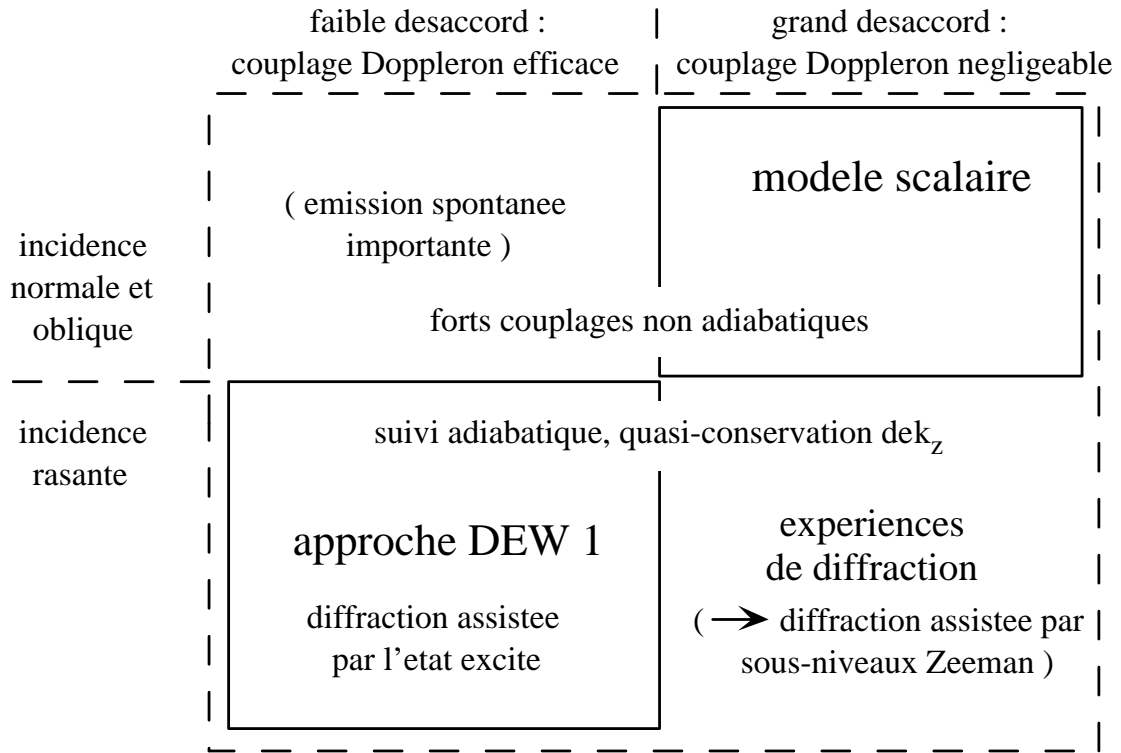 faible desaccord :
couplage Doppleron efficace
grand desaccord :
couplage Doppleron negligeable
incidence
normale et
oblique
( emission spontanee
importante )
modele scalaire
forts couplages non adiabatiques
incidence
rasante
suivi adiabatique, quasi-conservation dek_z
approche DEW 1
diffraction assistee
par l'etat excite
experiences
de diffraction
( → diffraction assistee par
sous-niveaux Zeeman )